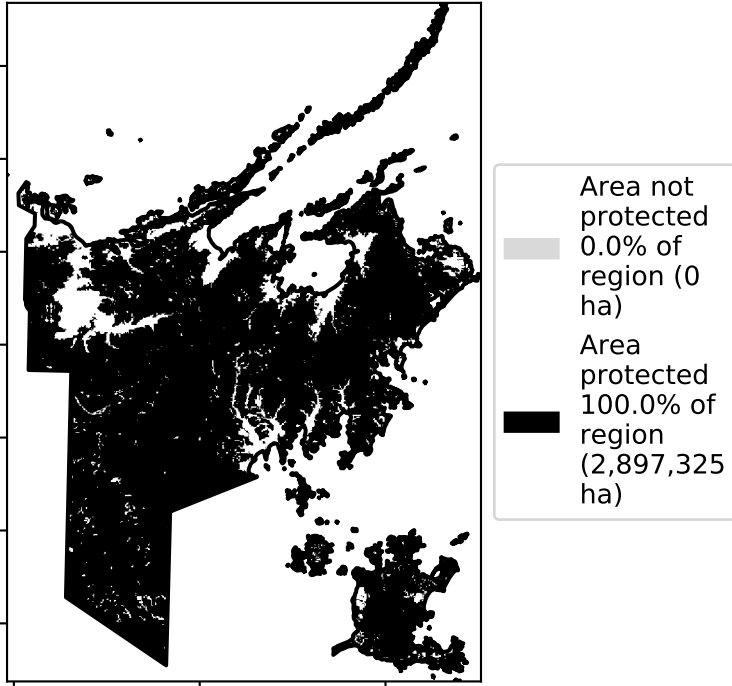 Area not
protected
0.0% of
region (0
ha)
Area
protected
100.0% of
region
(2,897,325
ha)